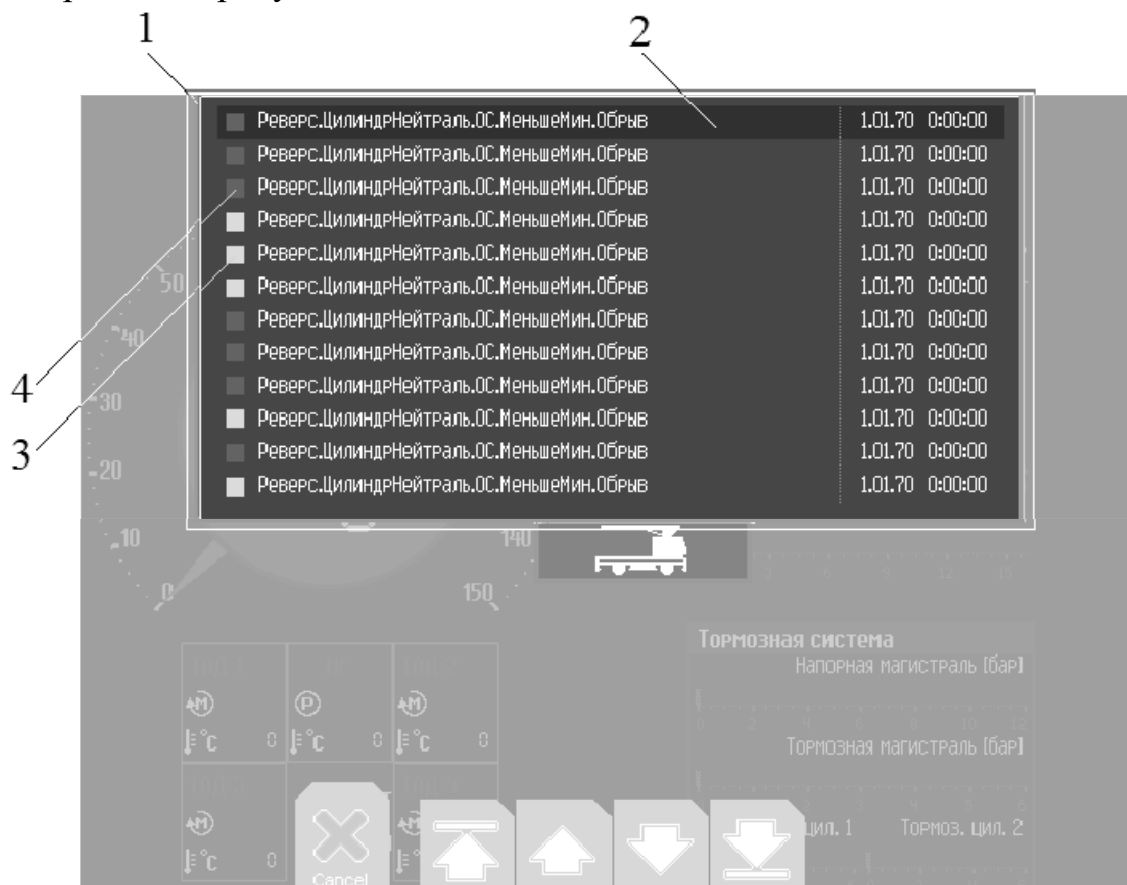 1
2
Реверс.ЦилиндрНейтраль.ОС.МеньшеМин.Обрыв 1.01.70 0:00:00
Реверс.ЦилиндрНейтраль.ОС.МеньшеМин.Обрыв 1.01.70 0:00:00
Реверс.ЦилиндрНейтраль.ОС.МеньшеМин.Обрыв 1.01.70 0:00:00
Реверс.ЦилиндрНейтраль.ОС.МеньшеМин.Обрыв 1.01.70 0:00:00
Реверс.ЦилиндрНейтраль.ОС.МеньшеМин.Обрыв 1.01.70 0:00:00
50 Реверс.ЦилиндрНейтраль.ОС.МеньшеМин.Обрыв 1.01.70 0:00:00
Реверс.ЦилиндрНейтраль.ОС.МеньшеМин.Обрыв 1.01.70 0:00:00
40 Реверс.ЦилиндрНейтраль.ОС.МеньшеМин.Обрыв 1.01.70 0:00:00
4 Реверс.ЦилиндрНейтраль.ОС.МеньшеМин.Обрыв 1.01.70 0:00:00
30 Реверс.ЦилиндрНейтраль.ОС.МеньшеМин.Обрыв 1.01.70 0:00:00
3 Реверс.ЦилиндрНейтраль.ОС.МеньшеМин.Обрыв 1.01.70 0:00:00
20 Реверс.ЦилиндрНейтраль.ОС.МеньшеМин.Обрыв 1.01.70 0:00:00
10 140
3 6 9 12 15
0 150
Тормозная система
Напорная магистраль [бар]
M P M
0 2 4 6 8 10 12
°C 0 °C 0 °C 0
Тормозная магистраль [бар]
M
цил. 1 Тормоз. цил. 2
°C 0
Cancel